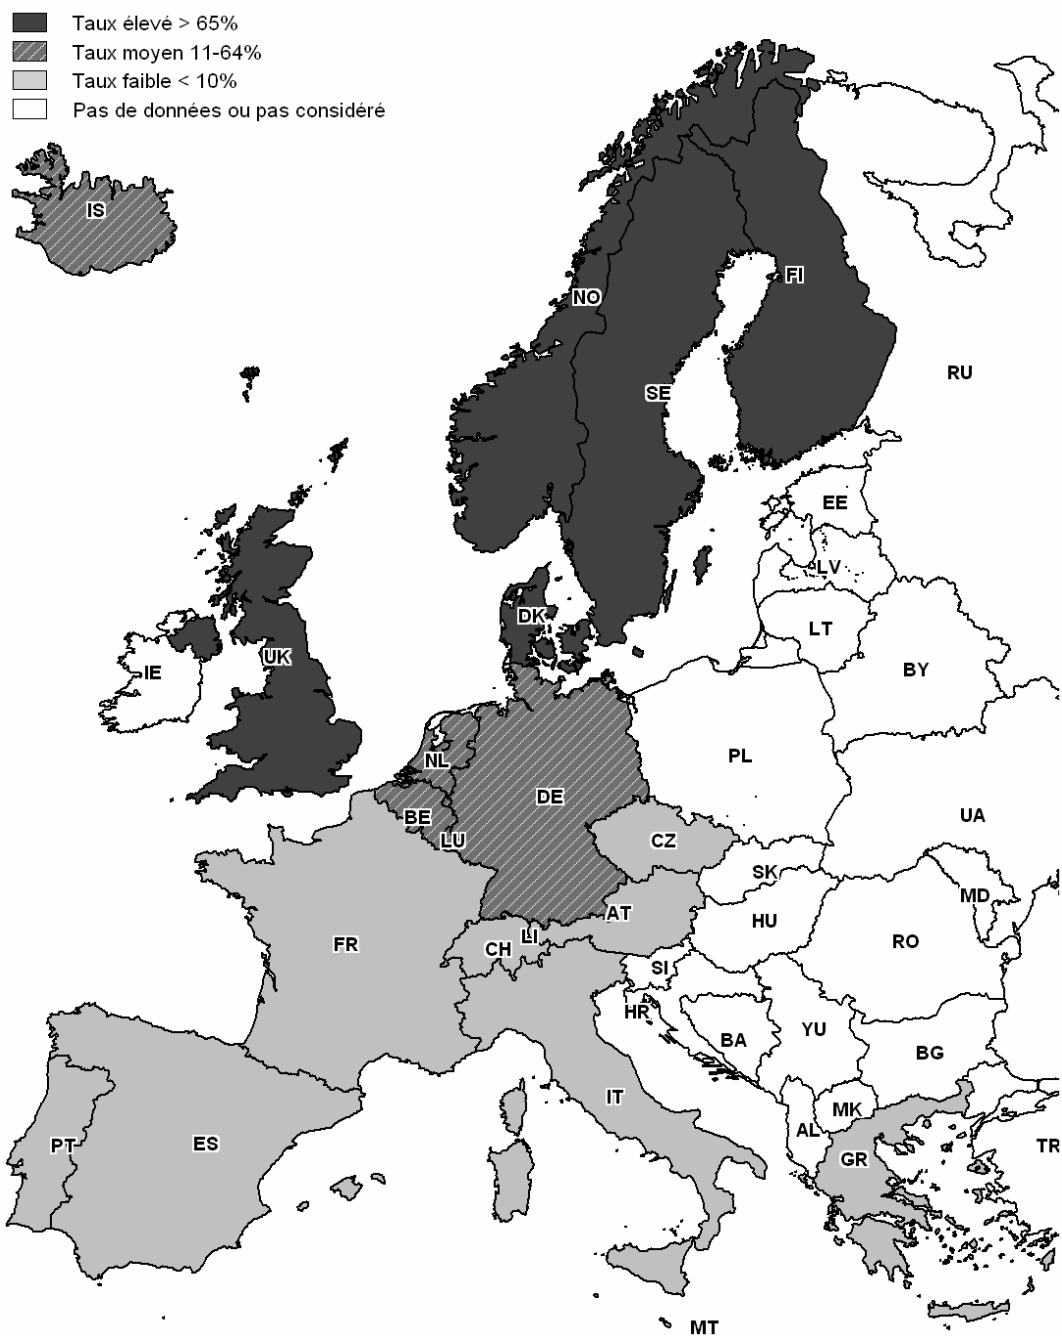 Taux élevé > 65%
Taux moyen 11-64%
Taux faible < 10%
Pas de données ou pas considéré
IS
FI
NO
RU
SE
EE
LV
DK
LT
UK
IE
BY
PL
NL
DE
BE
UA
LU
CZ
SK
MD
AT
HU
LI
RO
FR
CH
SI
HR
YU
BA
BG
IT
MK
AL
PT
ES
TR
GR
MT